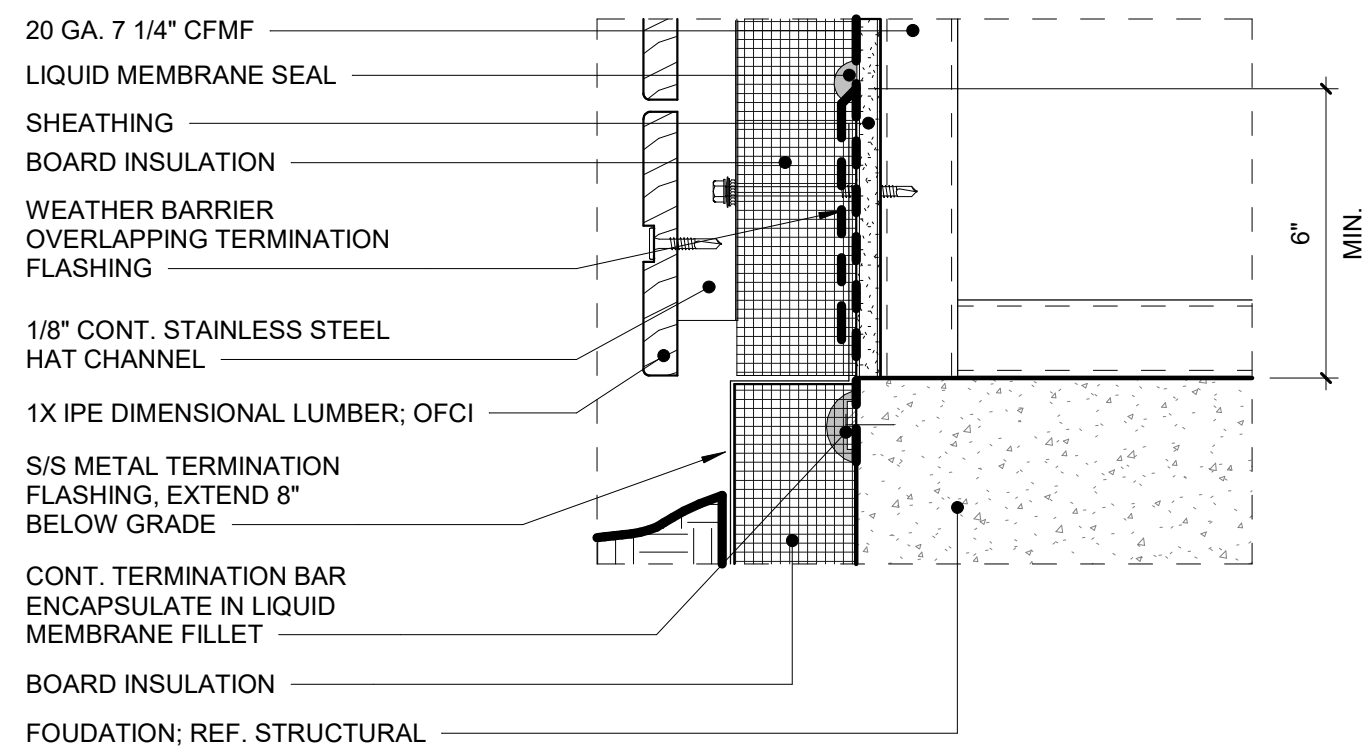 20 GA. 7 1/4" CFMF
LIQUID MEMBRANE SEAL
SHEATHING
BOARD INSULATION
WEATHER BARRIER
OVERLAPPING TERMINATION
FLASHING
1/8" CONT. STAINLESS STEEL
HAT CHANNEL
1X IPE DIMENSIONAL LUMBER; OFCI
S/S METAL TERMINATION
FLASHING, EXTEND 8"
BELOW GRADE
CONT. TERMINATION BAR
ENCAPSULATE IN LIQUID
MEMBRANE FILLET
BOARD INSULATION
FOUDATION; REF. STRUCTURAL
6"
MIN.